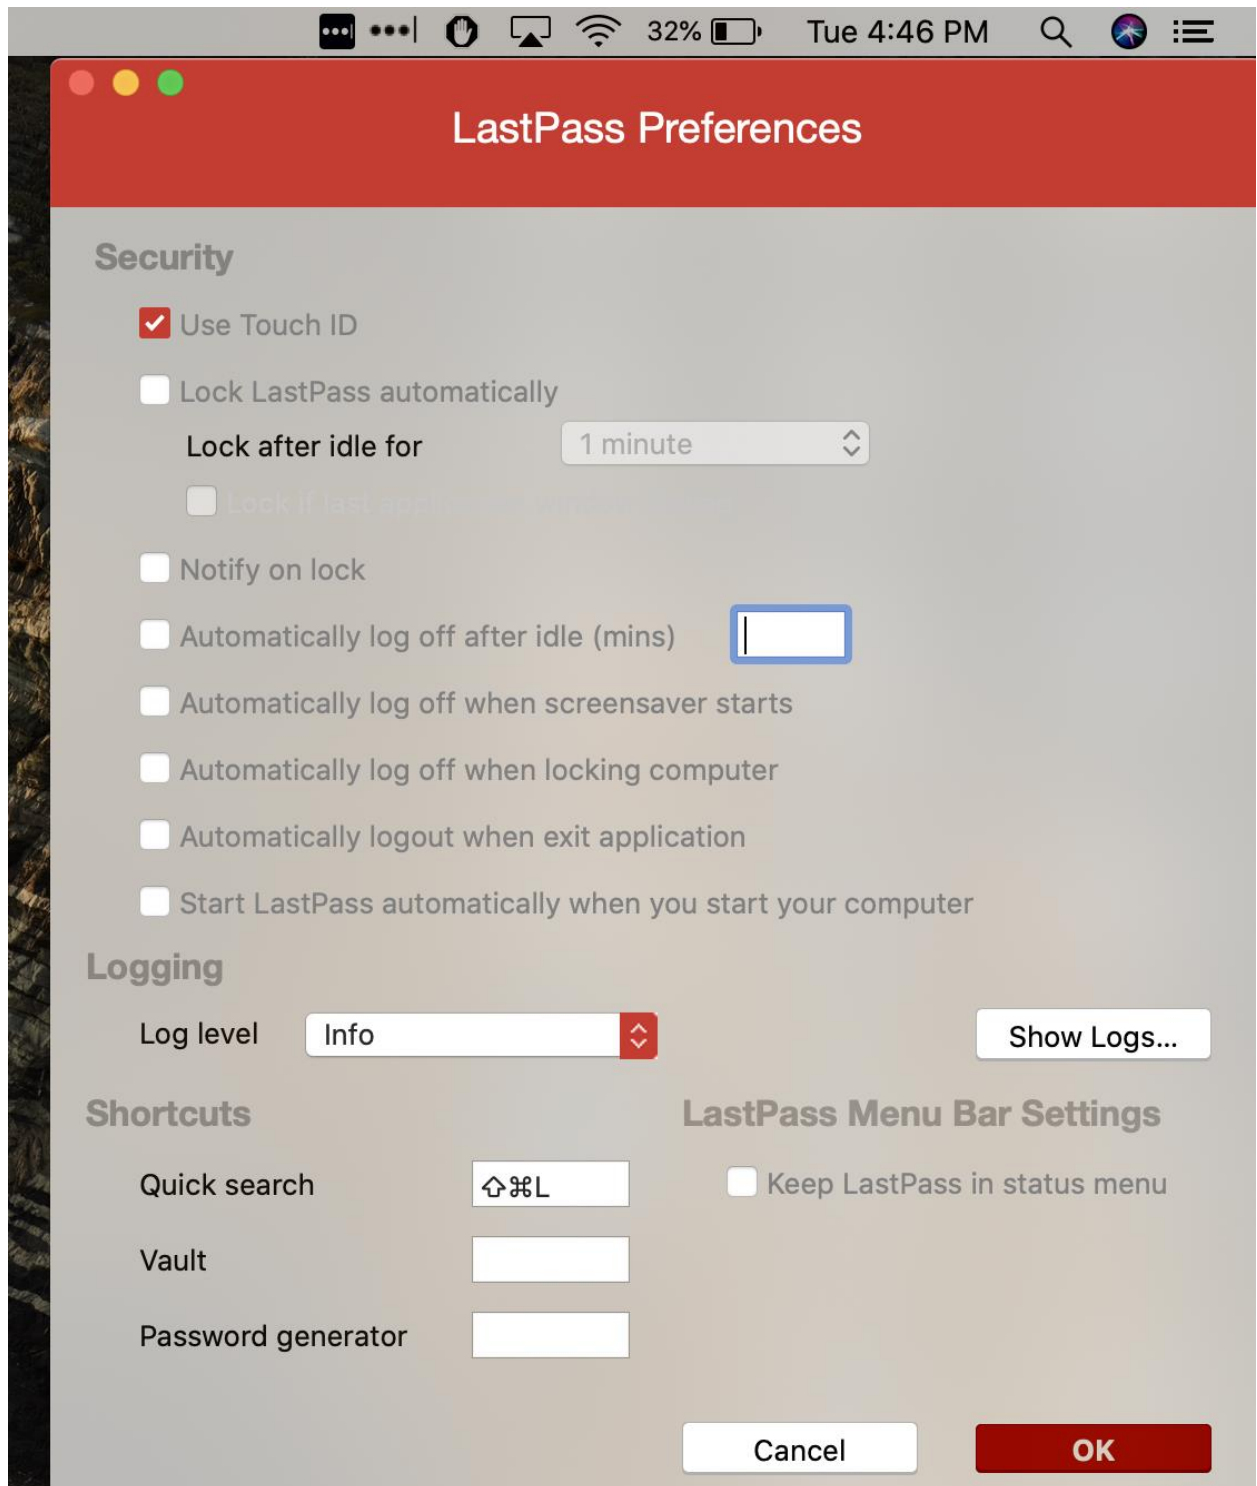 32% Tue 4:46 PM
LastPass Preferences
Security
Use Touch ID
Lock LastPass automatically
Lock after idle for 1 minute
Lock if last
Notify on lock
Automatically log off after idle (mins)
Automatically log off when screensaver starts
Automatically log off when locking computer
Automatically logout when exit application
Start LastPass automatically when you start your computer
Logging
Log level Info Show Logs...
Shortcuts LastPass Menu Bar Settings
Quick search ⇧⌘L Keep LastPass in status menu
Vault
Password generator
Cancel OK